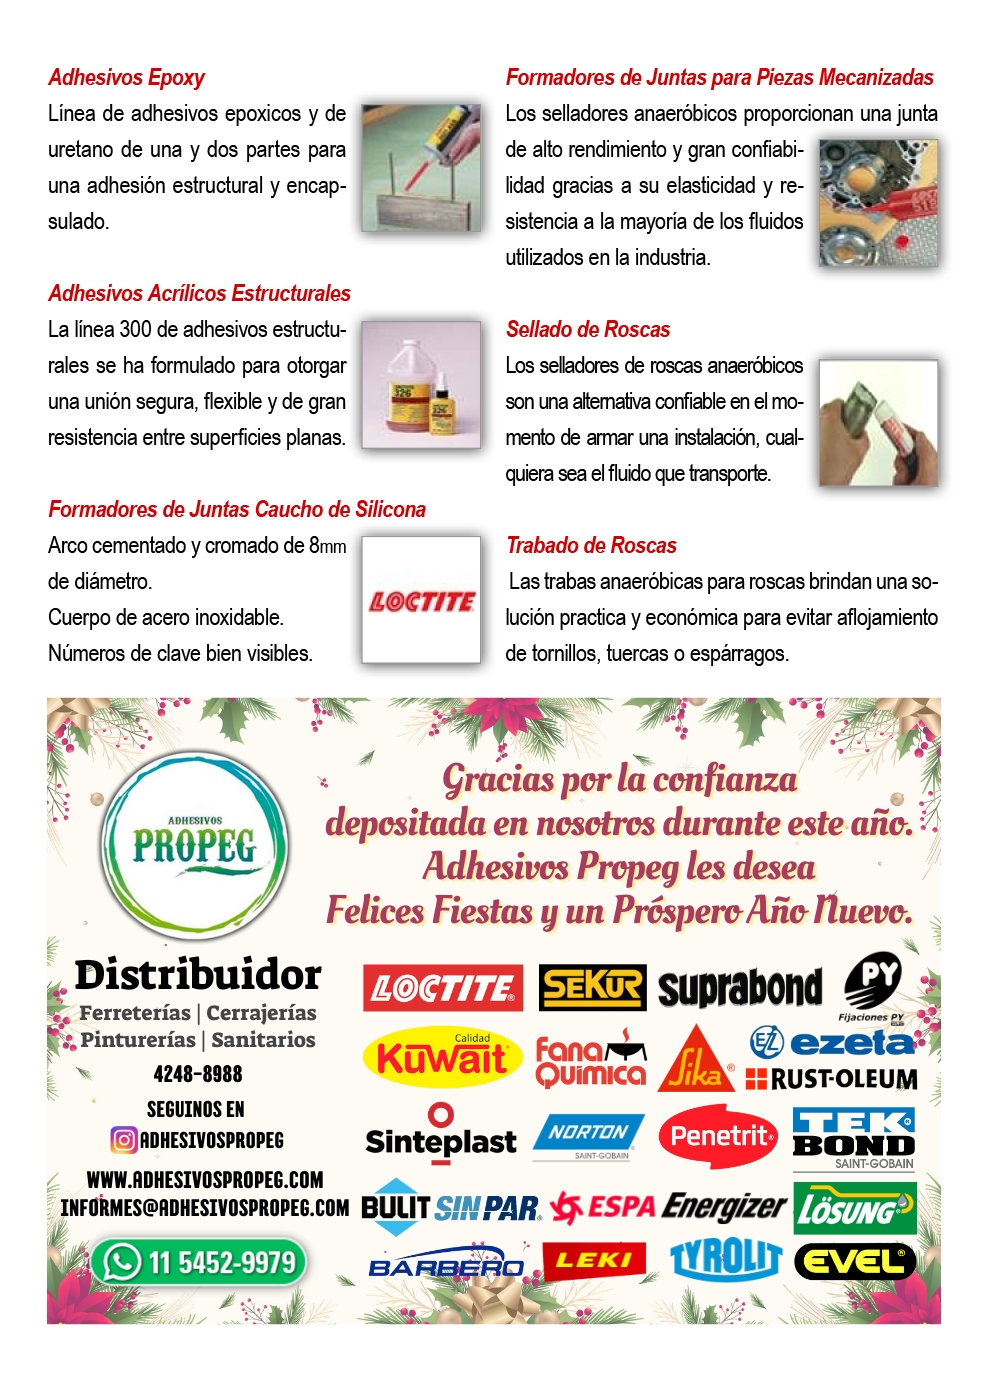 Adhesivos Epoxy
Línea de adhesivos epoxicos y de
uretano de una y dos partes para
una adhesión estructural y encap-
sulado.
Adhesivos Acrílicos Estructurales
La línea 300 de adhesivos estructu-
rales se ha formulado para otorgar
una unión segura, flexible y de gran
resistencia entre superficies planas.
326
326
Formadores de Juntas Caucho de Silicona
Arco cementado y cromado de 8mm
de diámetro.
Cuerpo de acero inoxidable.
Números de clave bien visibles.
LOCTITE
Formadores de Juntas para Piezas Mecanizadas
Los selladores anaeróbicos proporcionan una junta
de alto rendimiento y gran confiabi-
lidad gracias a su elasticidad y re-
sistencia a la mayoría de los fluidos
utilizados en la industria.
Sellado de Roscas
Los selladores de roscas anaeróbicos
son una alternativa confiable en el mo-
mento de armar una instalación, cual-
quiera sea el fluido que transporte.
Trabado de Roscas
Las trabas anaeróbicas para roscas brindan una so-
lución practica y económica para evitar aflojamiento
de tornillos, tuercas o espárragos.
ADHESIVOS
PROPEG
Gracias por la confianza
depositada en nosotros durante este año.
Adhesivos Propeg les desea
Felices Fiestas y un Próspero Año Nuevo.
Distribuidor
Ferreterías | Cerrajerías
Pinturerías | Sanitarios
4248-8988
SEGUINOS EN
ADHESIVOSPROPEG
WWW.ADHESIVOSPROPEG.COM
INFORMES@ADHESIVOSPROPEG.COM
11 5452-9979
LOCTITE®
SEKUR
suprabond
PY
Fijaciones PY
Calidad
KuWait®
Fana
Quimica
Sika®
EZ ezeta
RUST-OLEUM
Sinteplast
NORTON
SAINT-GOBAIN
Penetrit®
TEK®
BOND
SAINT-GOBAIN
BULIT
SIN PAR®
ESPA
Energizer
LÖSUNG®
BARBERO
LEKI
TYROLIT
EVEL®